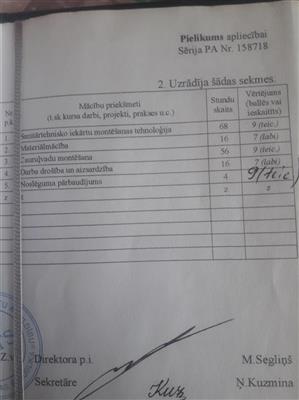 Pielikums apliecībai
Sērija PA Nr. 158718
2. Uzrādīja šādas sekmes.
Nr. p.k. Mācību priekšmeti (t.sk kursa darbi, projekti, prakses u.c.) Stundu skaits Vērtējums (ballēs vai ieskaitīts)
1. Sanitārtehnisko iekārtu montēšanas tehnoloģija 68 9 (teic.)
2. Materiālmācība 16 7 (labi)
3. Cauruļvadu montēšana 56 9 (teic.)
4. Darba drošība un aizsardzība 16 7 (labi)
5. Noslēguma pārbaudījums 4 9 (teic)
z z z z
Z.v. Direktora p.i. M.Segliņš
Sekretāre Ņ.Kuzmina